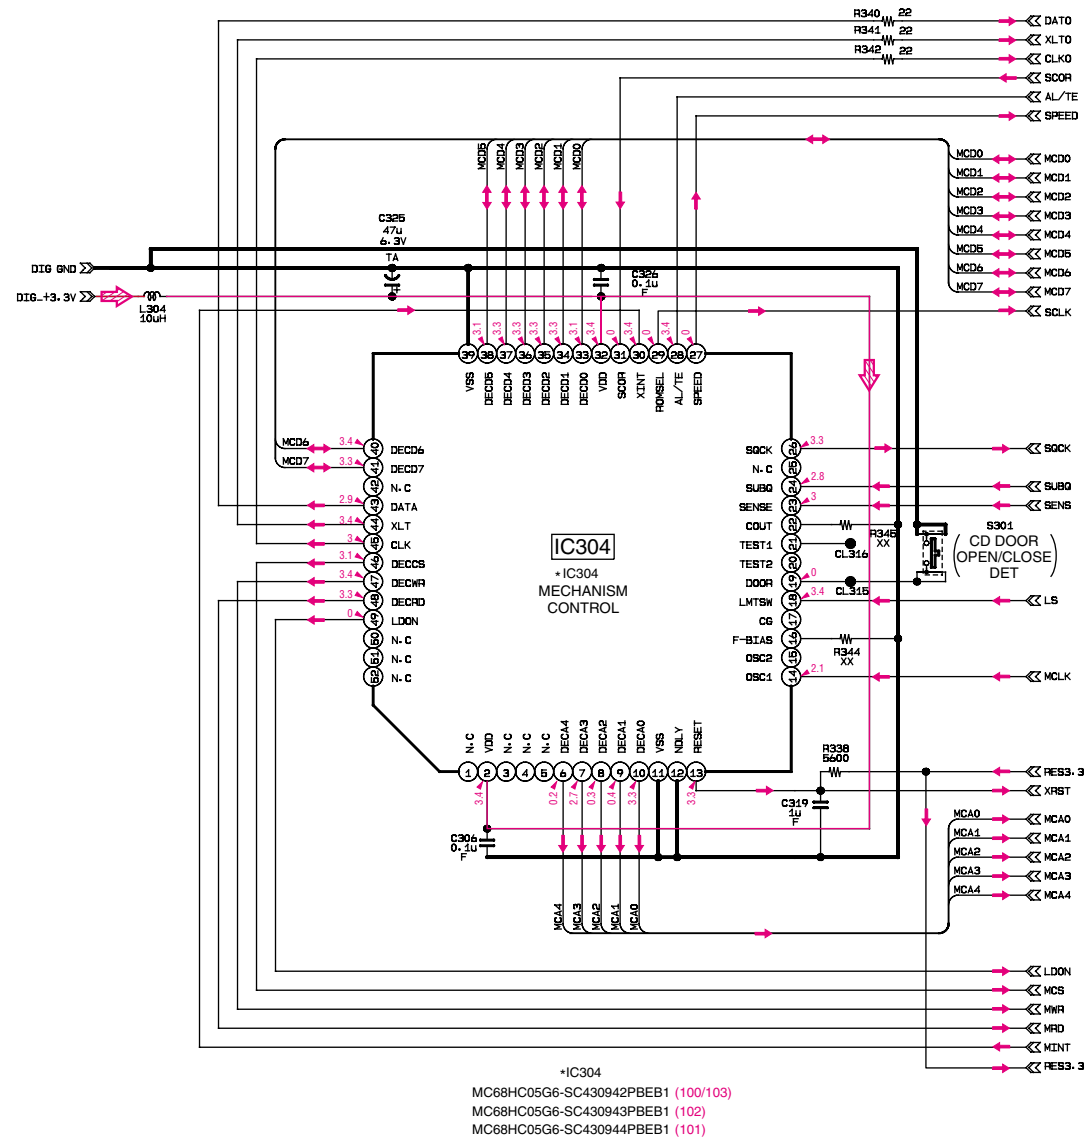 R340 22
DATO
R341 22
XLTO
R342 22
CLKO
SCOR
AL/TE
SPEED
MCD5
MCD4
MCD3
MCD2
MCD1
MCD0
MCD0 MCD0
MCD1 MCD1
MCD2 MCD2
MCD3 MCD3
MCD4 MCD4
MCD5 MCD5
MCD6 MCD6
MCD7 MCD7
SCLK
C325
47u
6.3V
TA
DIG GND
DIG_+3.3V
L304
10uH
C326
0.1u
F
3.1 3.3 3.3 3.3 3.3 3.1 3.4 0 3.4 0 3.4 0
39 38 37 36 35 34 33 32 31 30 29 28 27
VSS DECD5 DECD4 DECD3 DECD2 DECD1 DECD0 VDD SCOR XINT ROMSEL AL/TE SPEED
MCD6 3.4 40 DECD6
MCD7 3.3 41 DECD7
42 N.C
2.9 43 DATA
3.4 44 XLT
3 45 CLK
3.1 46 DECCS
3.4 47 DECWR
3.3 48 DECRD
0 49 LDON
50 N.C
51 N.C
52 N.C
IC304
*IC304
MECHANISM
CONTROL
SQCK 26 3.3 SQCK
N.C 25
SUBQ 24 2.8 SUBQ
SENSE 23 3 SENS
COUT 22
R345
XX
TEST1 21
CL316
TEST2 20
DOOR 19 0
CL315
LMTSW 18 3.4 LS
CG 17
F-BIAS 16
R344
XX
OSC2 15
OSC1 14 2.1 MCLK
S301
CD DOOR
OPEN/CLOSE
DET
N.C VDD N.C N.C N.C DECA4 DECA3 DECA2 DECA1 DECA0 VSS NDLY RESET
1 2 3 4 5 6 7 8 9 10 11 12 13
3.4 0.2 2.7 0.3 0.4 3.3 3.3
R338
5600
RES3.3
XRST
C319
1u
F
C306
0.1u
F
MCA4 MCA3 MCA2 MCA1 MCA0
MCA0 MCA0
MCA1 MCA1
MCA2 MCA2
MCA3 MCA3
MCA4 MCA4
LDON
MCS
MWR
MRD
MINT
RES3.3
*IC304
MC68HC05G6-SC430942PBEB1 (100/103)
MC68HC05G6-SC430943PBEB1 (102)
MC68HC05G6-SC430944PBEB1 (101)